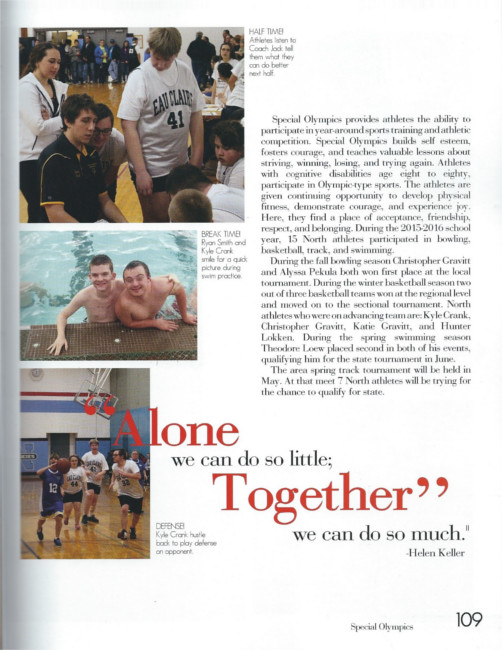 HALF TIME!
Athletes listen to
Coach Jack tell
them what they
can do better
next half.
EAU CLAIRE
41
Special Olympics provides athletes the ability to
participate in year-around sports training and athletic
competition. Special Olympics builds self esteem,
fosters courage, and teaches valuable lessons about
striving, winning, losing, and trying again. Athletes
with cognitive disabilities age eight to eighty,
participate in Olympic-type sports. The athletes are
given continuing opportunity to develop physical
fitness, demonstrate courage, and experience joy.
Here, they find a place of acceptance, friendship,
respect, and belonging. During the 2015-2016 school
year, 15 North athletes participated in bowling,
basketball, track, and swimming.
During the fall bowling season Christopher Gravitt
and Alyssa Pekula both won first place at the local
tournament. During the winter basketball season two
out of three basketball teams won at the regional level
and moved on to the sectional tournament. North
athletes who were on advancing team are: Kyle Crank,
Christopher Gravitt, Katie Gravitt, and Hunter
Lokken. During the spring swimming season
Theodore Loew placed second in both of his events,
qualifying him for the state tournament in June.
The area spring track tournament will be held in
May. At that meet 7 North athletes will be trying for
the chance to qualify for state.
BREAK TIME!
Ryan Smith and
Kyle Crank
smile for a quick
picture during
swim practice.
12
44
DEFENSE!
Kyle Crank hustle
back to play defense
on opponent.
“Alone
we can do so little;
Together”
we can do so much."
-Helen Keller
Special Olympics 109